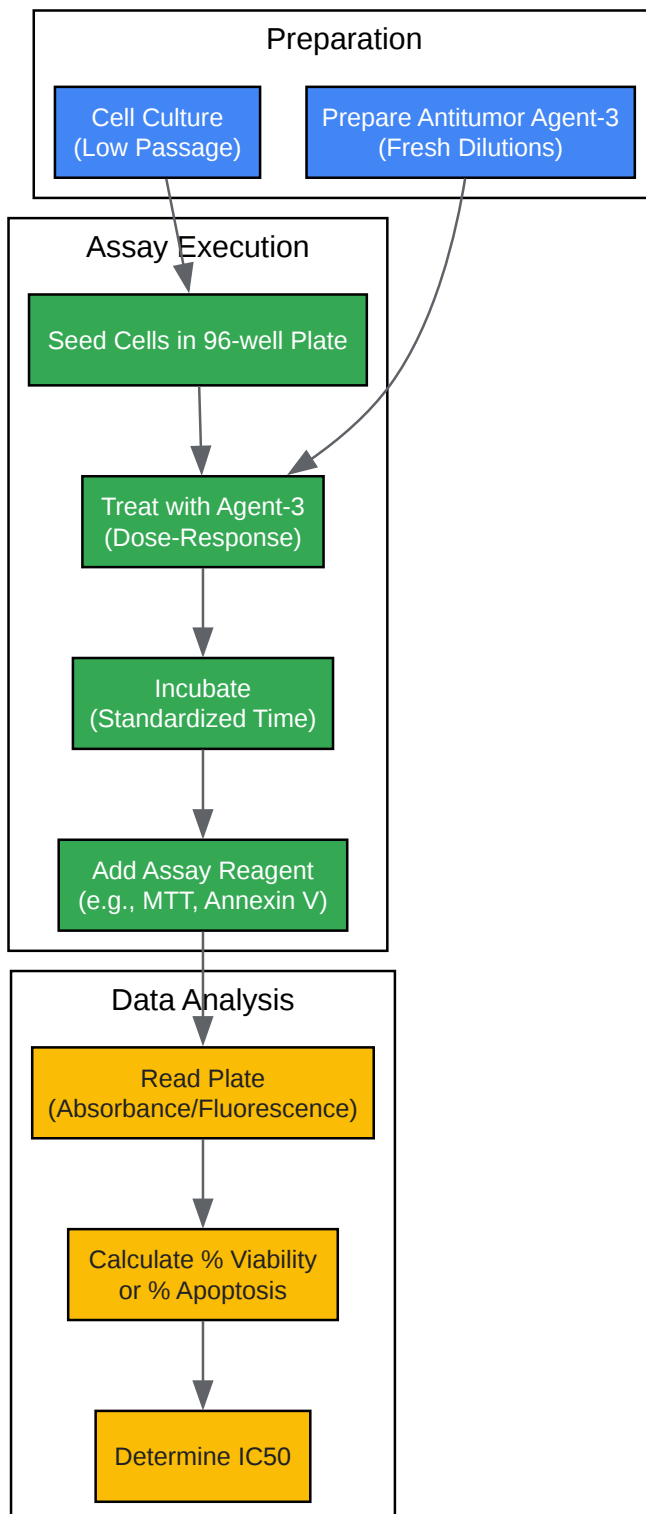 Preparation
Cell Culture
(Low Passage)
Prepare Antitumor Agent-3
(Fresh Dilutions)
Assay Execution
Seed Cells in 96-well Plate
Treat with Agent-3
(Dose-Response)
Incubate
(Standardized Time)
Add Assay Reagent
(e.g., MTT, Annexin V)
Data Analysis
Read Plate
(Absorbance/Fluorescence)
Calculate % Viability
or % Apoptosis
Determine IC50